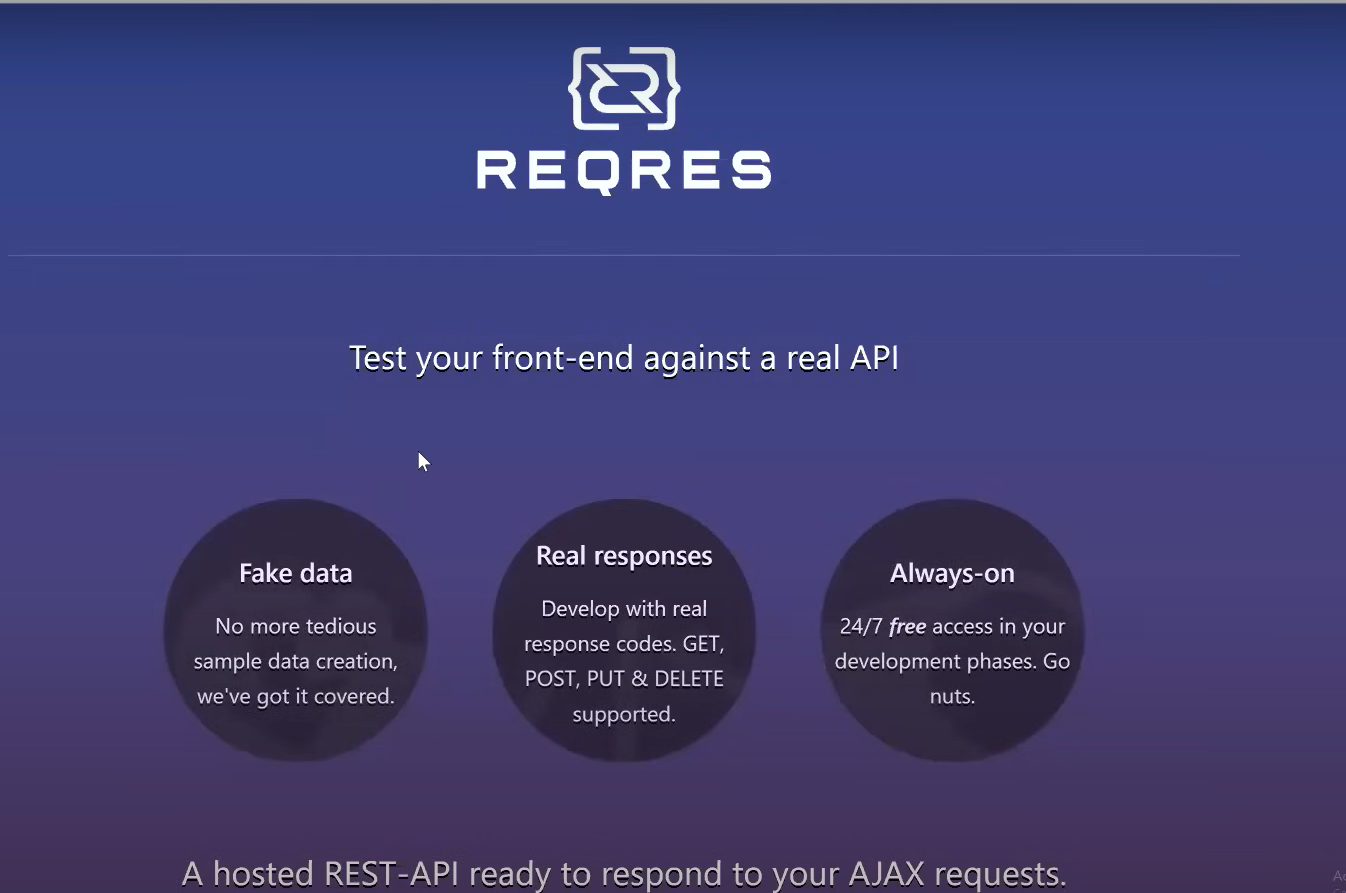 REQRES
Test your front-end against a real API
Fake data
No more tedious
sample data creation,
we've got it covered.
Real responses
Develop with real
response codes. GET,
POST, PUT & DELETE
supported.
Always-on
24/7 free access in your
development phases. Go
nuts.
A hosted REST-API ready to respond to your AJAX requests.